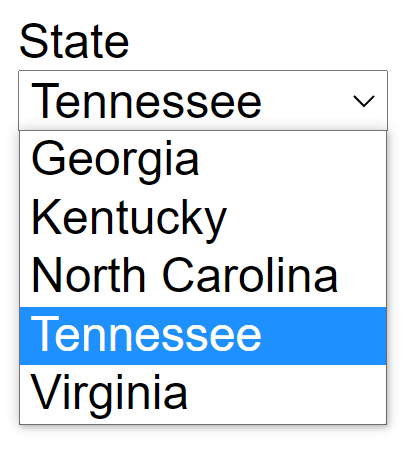 State
Tennessee
Georgia
Kentucky
North Carolina
Tennessee
Virginia